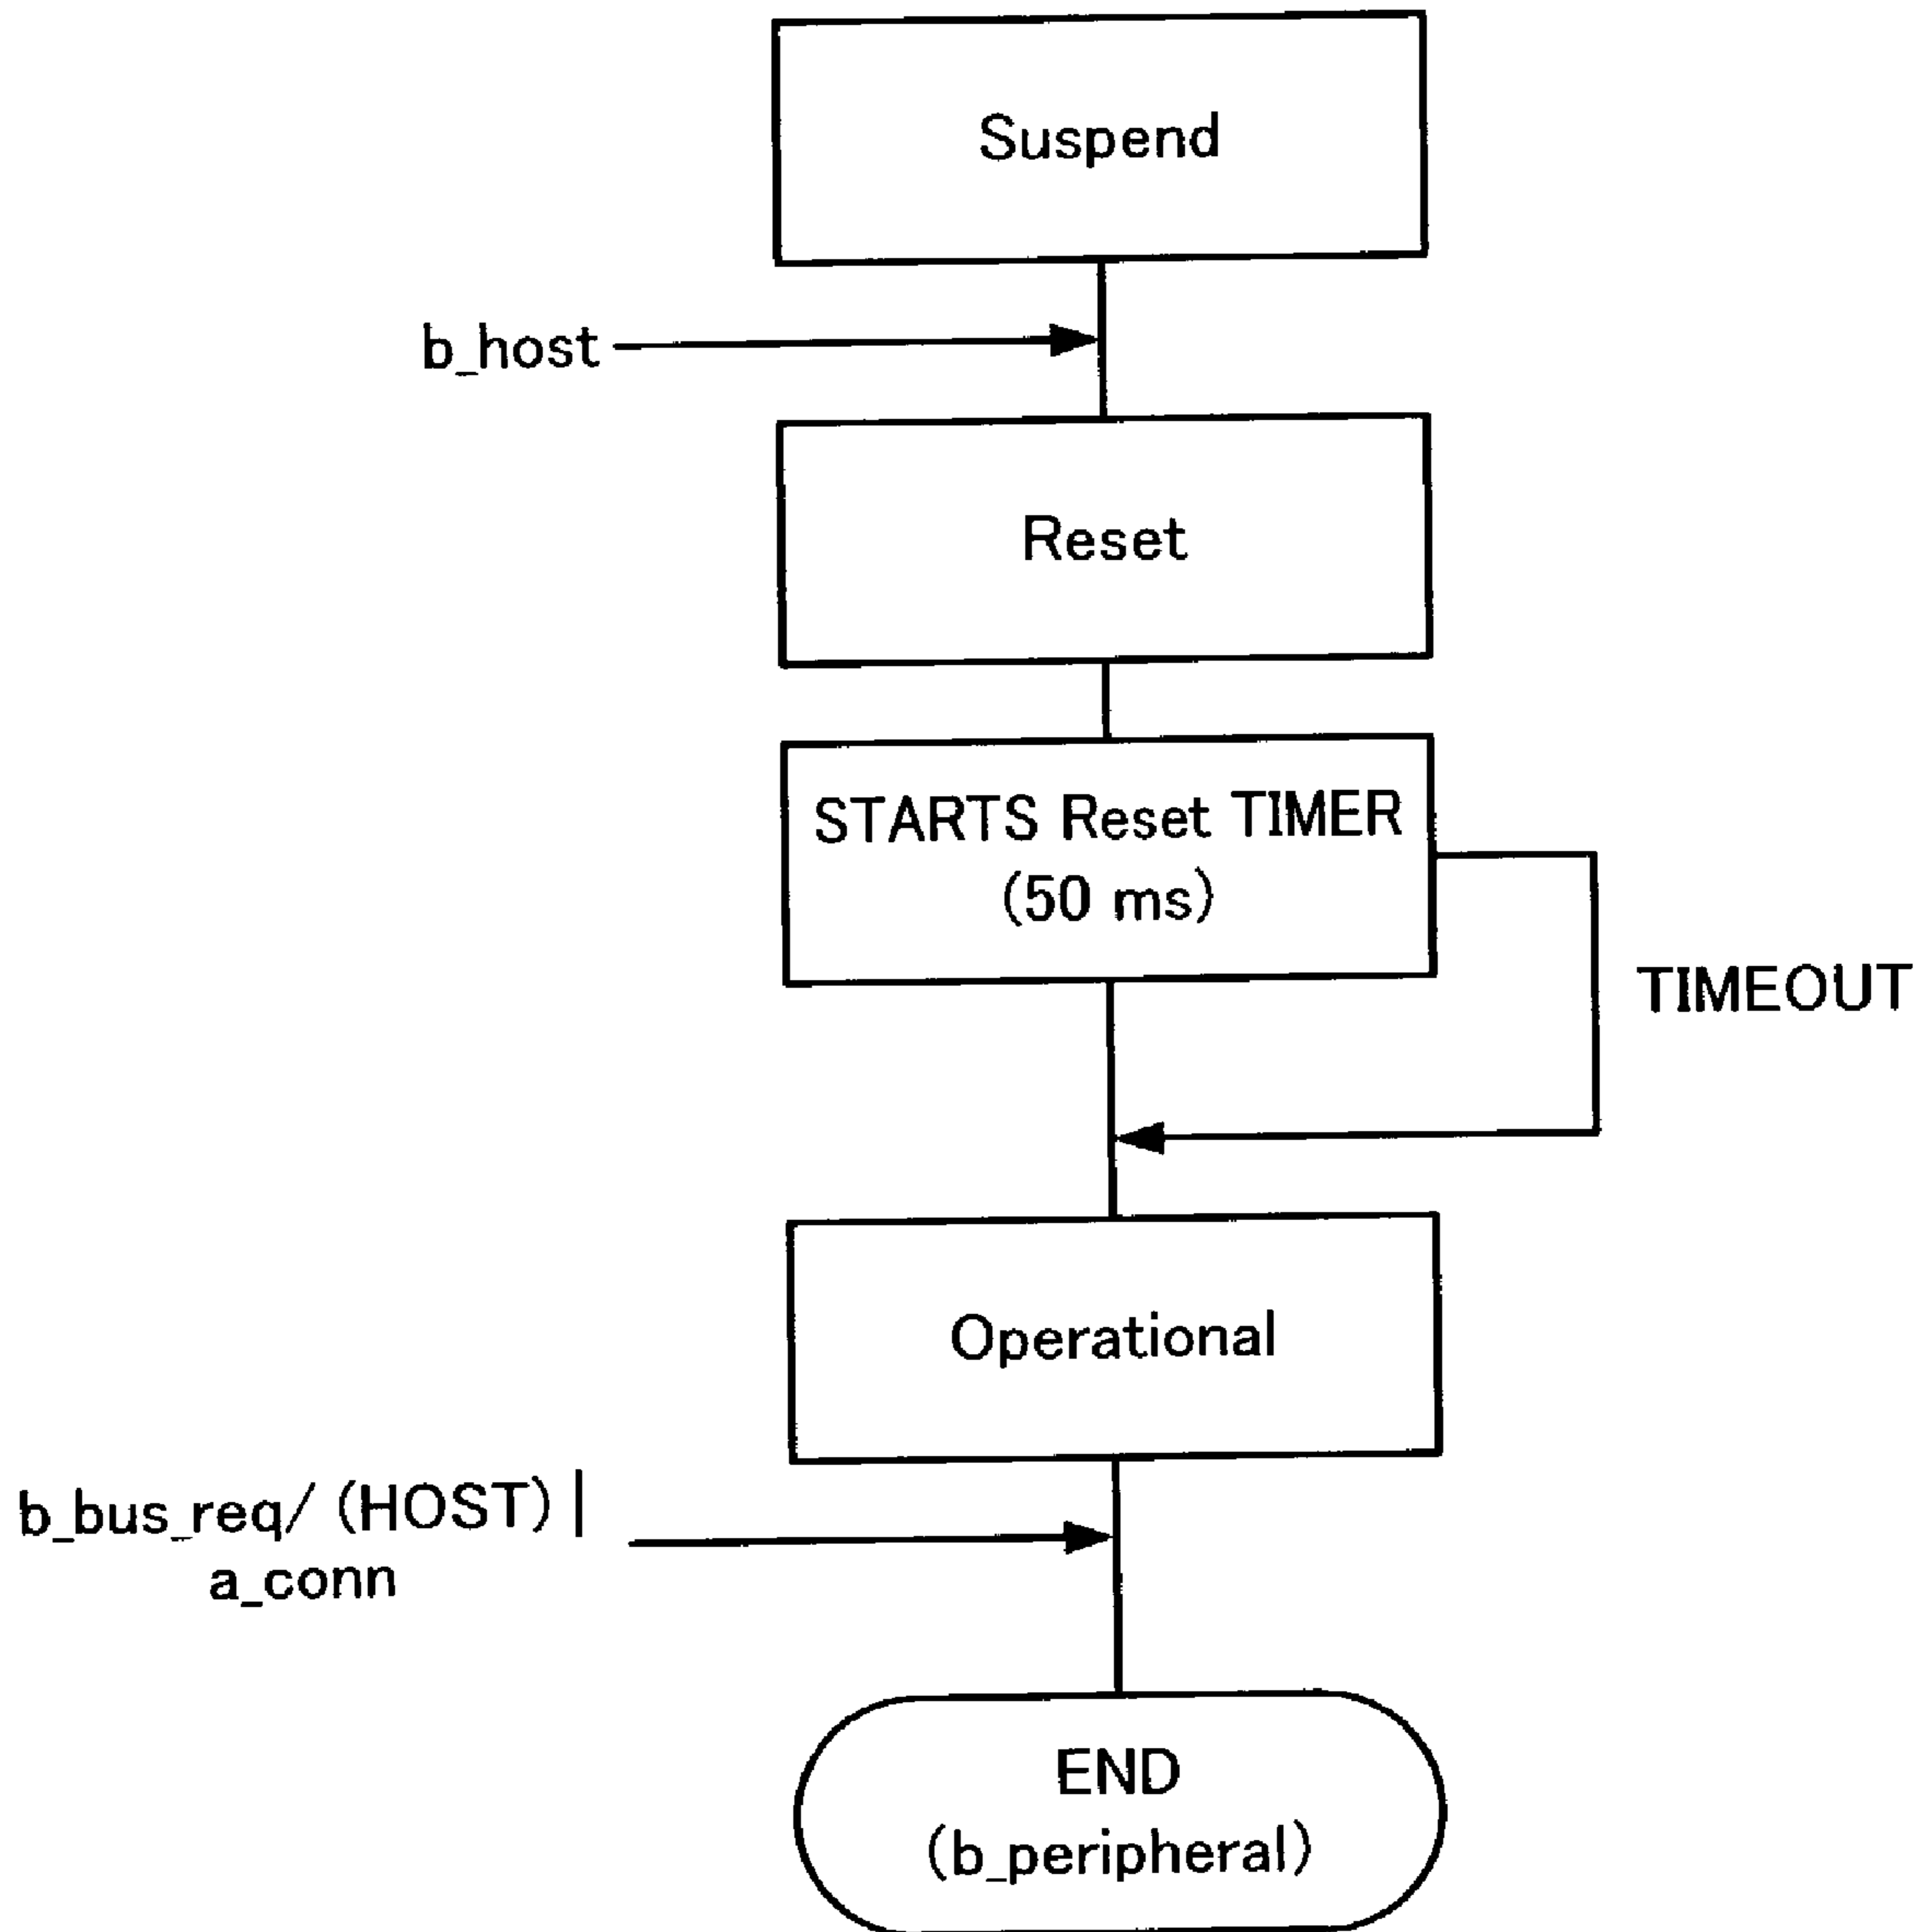 Suspend
b_host
Reset
STARTS Reset TIMER
(50 ms)
TIMEOUT
Operational
b_bus_req/ (HOST) |
a_conn
END
(b_peripheral)